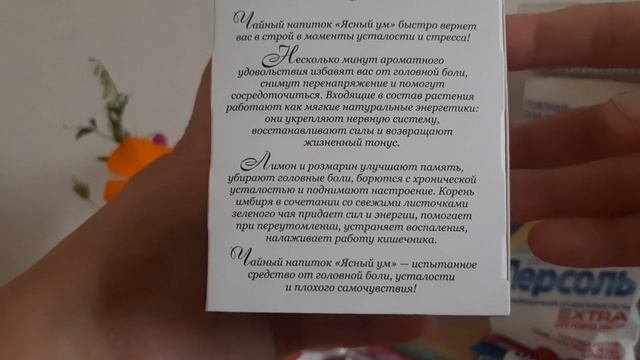 Чайный напиток «Ясный ум» быстро вернет
вас в строй в моменты усталости и стресса!
Несколько минут ароматного
удовольствия избавят вас от головной боли,
снимут перенапряжение и помогут
сосредоточиться. Входящие в состав растения
работают как мягкие натуральные энергетики:
они укрепляют нервную систему,
восстанавливают силы и возвращают
жизненный тонус.
Лимон и розмарин улучшают память,
убирают головные боли, борются с хронической
усталостью и поднимают настроение. Корень
имбиря в сочетании со свежими листочками
зеленого чая придает сил и энергии, помогает
при переутомлении, устраняет воспаления,
налаживает работу кишечника.
Чайный напиток «Ясный ум» — испытанное
средство от головной боли, усталости
и плохого самочувствия!
Персоль
EXTRA